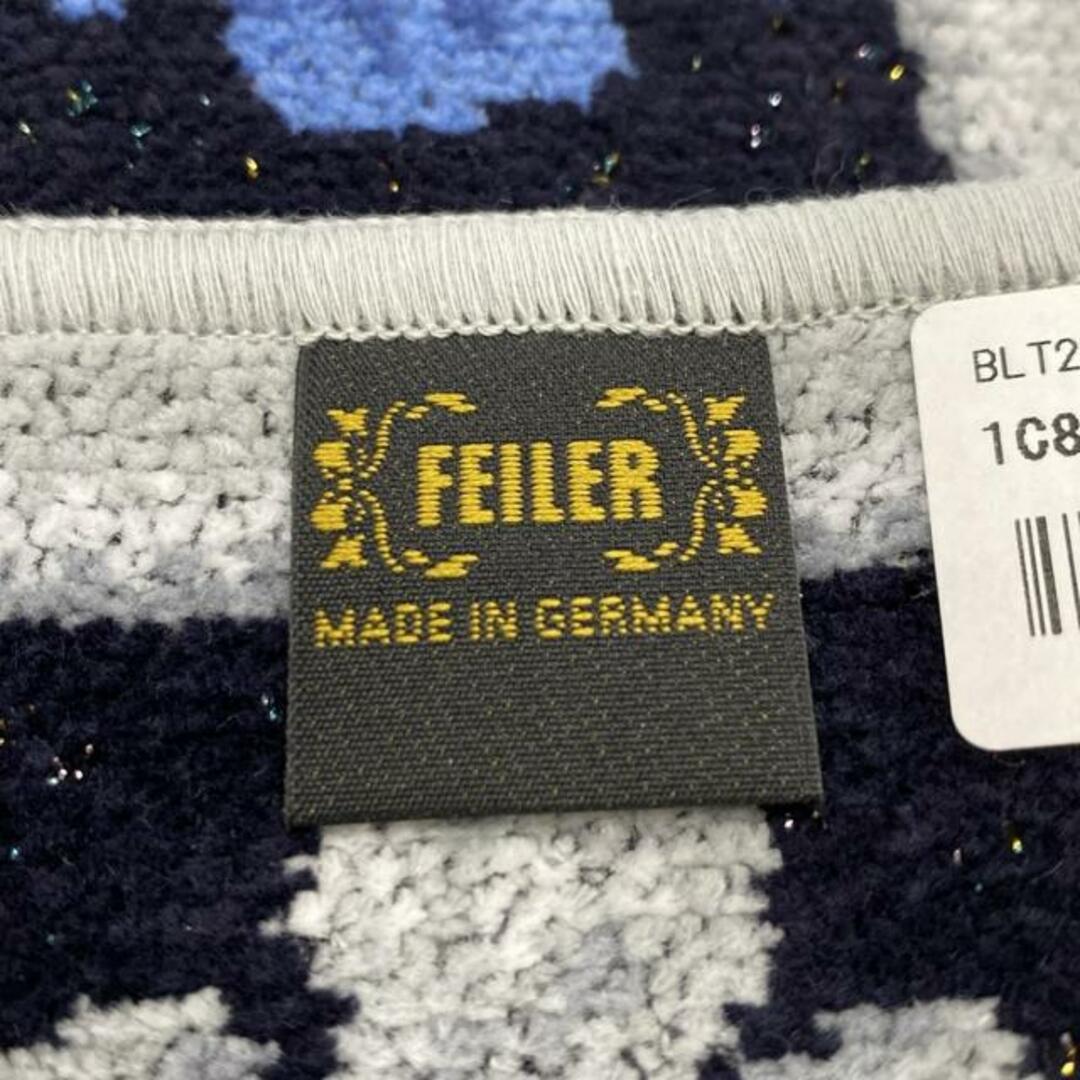 FEILER
MADE IN GERMANY
BLT2
1C8